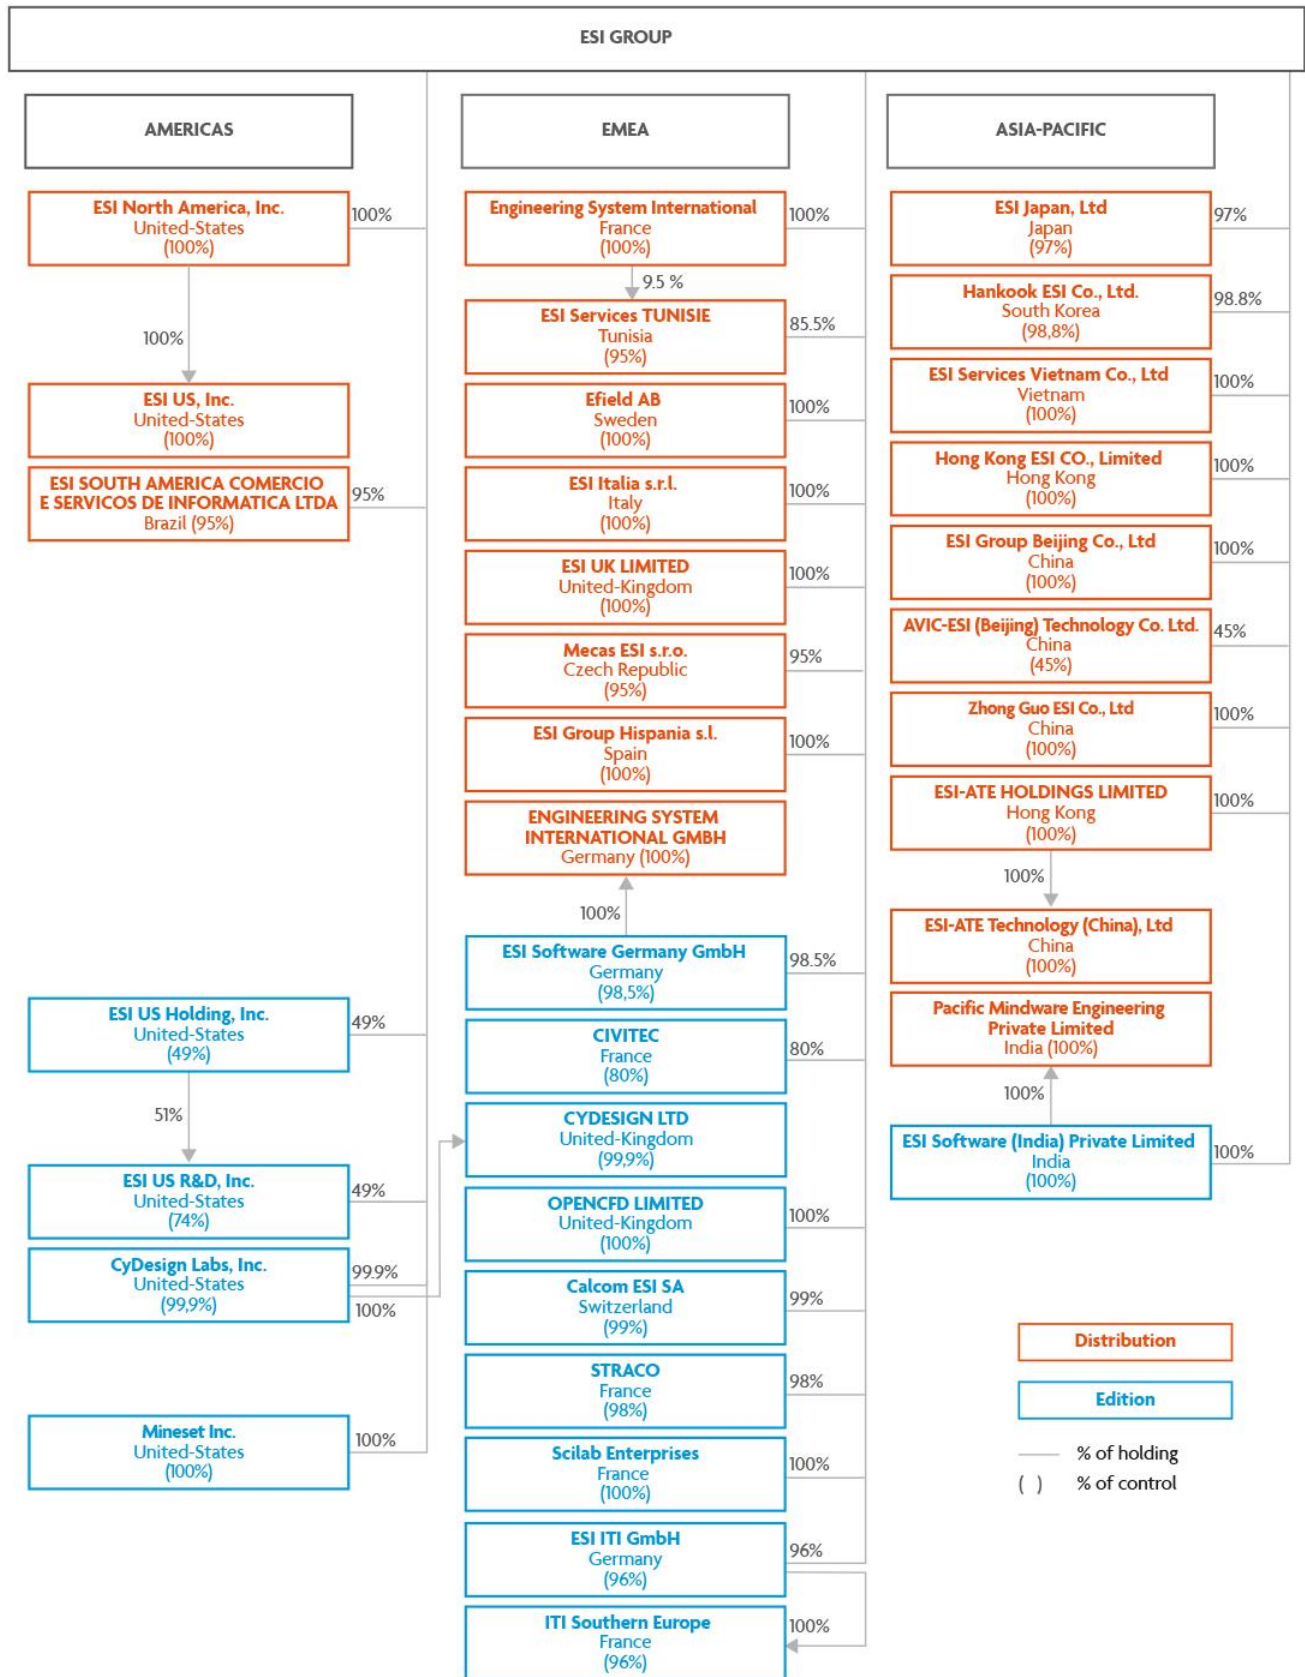 ESI GROUP
AMERICAS
ESI North America, Inc.
United-States
(100%)
100%
100%
ESI US, Inc.
United-States
(100%)
ESI SOUTH AMERICA COMERCIO
E SERVICOS DE INFORMATICA LTDA
Brazil (95%)
95%
ESI US Holding, Inc.
United-States
(49%)
49%
51%
ESI US R&D, Inc.
United-States
(74%)
49%
CyDesign Labs, Inc.
United-States
(99,9%)
99.9%
100%
Mineset Inc.
United-States
(100%)
100%
EMEA
Engineering System International
France
(100%)
100%
9.5 %
ESI Services TUNISIE
Tunisia
(95%)
85.5%
Efield AB
Sweden
(100%)
100%
ESI Italia s.r.l.
Italy
(100%)
100%
ESI UK LIMITED
United-Kingdom
(100%)
100%
Mecas ESI s.r.o.
Czech Republic
(95%)
95%
ESI Group Hispania s.l.
Spain
(100%)
100%
ENGINEERING SYSTEM
INTERNATIONAL GMBH
Germany (100%)
100%
ESI Software Germany GmbH
Germany
(98,5%)
98.5%
CIVITEC
France
(80%)
80%
CYDESIGN LTD
United-Kingdom
(99,9%)
OPENCFD LIMITED
United-Kingdom
(100%)
100%
Calcom ESI SA
Switzerland
(99%)
99%
STRACO
France
(98%)
98%
Scilab Enterprises
France
(100%)
100%
ESI ITI GmbH
Germany
(96%)
96%
ITI Southern Europe
France
(96%)
100%
ASIA-PACIFIC
ESI Japan, Ltd
Japan
(97%)
97%
Hankook ESI Co., Ltd.
South Korea
(98,8%)
98.8%
ESI Services Vietnam Co., Ltd
Vietnam
(100%)
100%
Hong Kong ESI CO., Limited
Hong Kong
(100%)
100%
ESI Group Beijing Co., Ltd
China
(100%)
100%
AVIC-ESI (Beijing) Technology Co. Ltd.
China
(45%)
45%
Zhong Guo ESI Co., Ltd
China
(100%)
100%
ESI-ATE HOLDINGS LIMITED
Hong Kong
(100%)
100%
100%
ESI-ATE Technology (China), Ltd
China
(100%)
Pacific Mindware Engineering
Private Limited
India (100%)
100%
ESI Software (India) Private Limited
India
(100%)
100%
Distribution
Edition
% of holding
( ) % of control